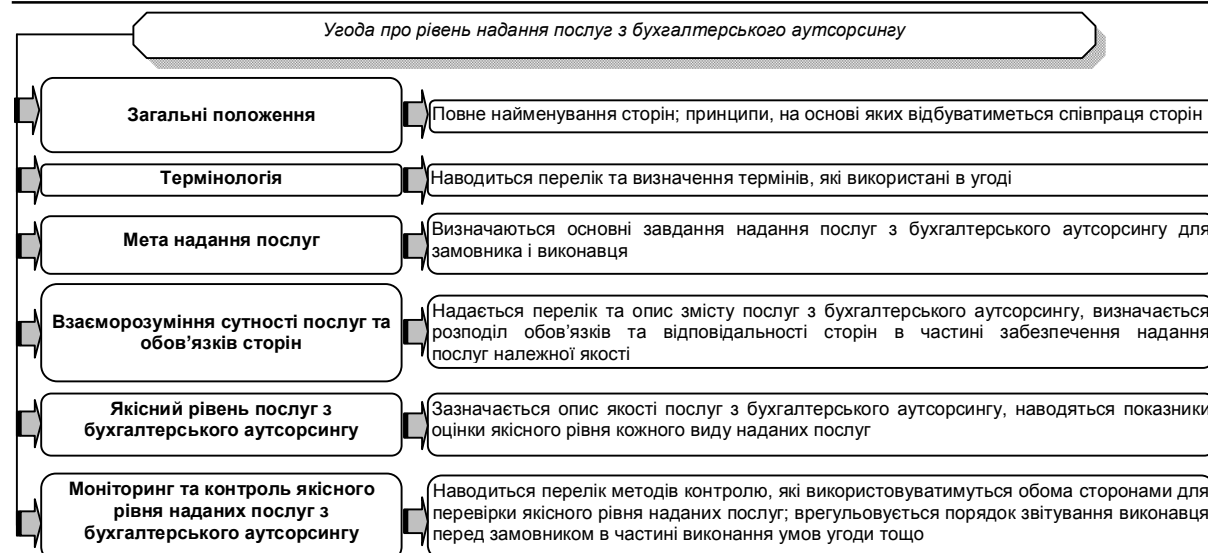 Угода про рівень надання послуг з бухгалтерського аутсорсингу
Загальні положення
Повне найменування сторін; принципи, на основі яких відбуватиметься співпраця сторін
Термінологія
Наводиться перелік та визначення термінів, які використані в угоді
Мета надання послуг
Визначаються основні завдання надання послуг з бухгалтерського аутсорсингу для
замовника і виконавця
Взаєморозуміння сутності послуг та
обов’язків сторін
Надається перелік та опис змісту послуг з бухгалтерського аутсорсингу, визначається
розподіл обов’язків та відповідальності сторін в частині забезпечення надання
послуг належної якості
Якісний рівень послуг з
бухгалтерського аутсорсингу
Зазначається опис якості послуг з бухгалтерського аутсорсингу, наводяться показники
оцінки якісного рівня кожного виду наданих послуг
Моніторинг та контроль якісного
рівня наданих послуг з
бухгалтерського аутсорсингу
Наводиться перелік методів контролю, які використовуватимуться обома сторонами для
перевірки якісного рівня наданих послуг; врегульовується порядок звітування виконавця
перед замовником в частині виконання умов угоди тощо